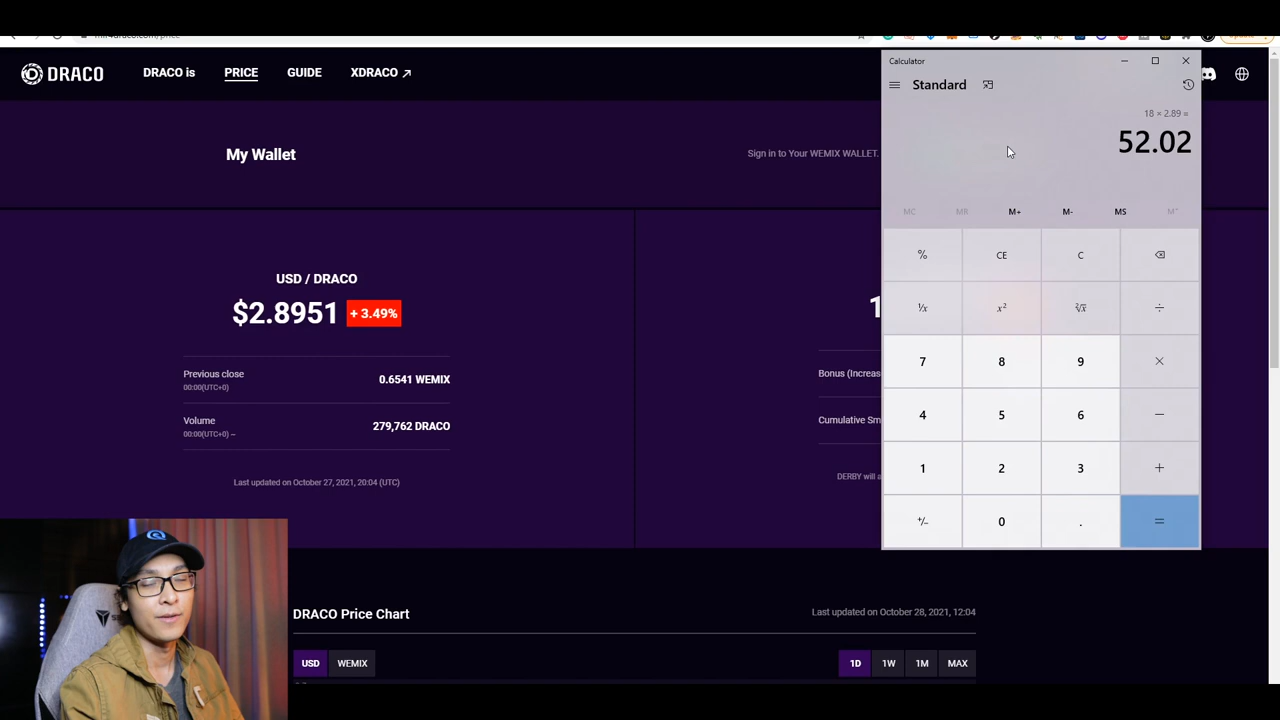 DRACO
DRACO is
PRICE
GUIDE
XDRACO ↗
My Wallet
Sign in to Your WEMIX WALLET.
USD / DRACO
$2.8951
+ 3.49%
Previous close
00:00(UTC+0)
0.6541 WEMIX
Volume
00:00(UTC+0) ~
279,762 DRACO
Last updated on October 27, 2021, 20:04 (UTC)
1
Bonus (Increas
Cumulative Sm
DERBY will a
Calculator
Standard
18 × 2.89 =
52.02
MC MR M+ M- MS M˅
% CE C
¹/x x² ²√x ÷
7 8 9 ×
4 5 6 −
1 2 3 +
+/− 0 . =
DRACO Price Chart
Last updated on October 28, 2021, 12:04
USD
WEMIX
1D
1W
1M
MAX